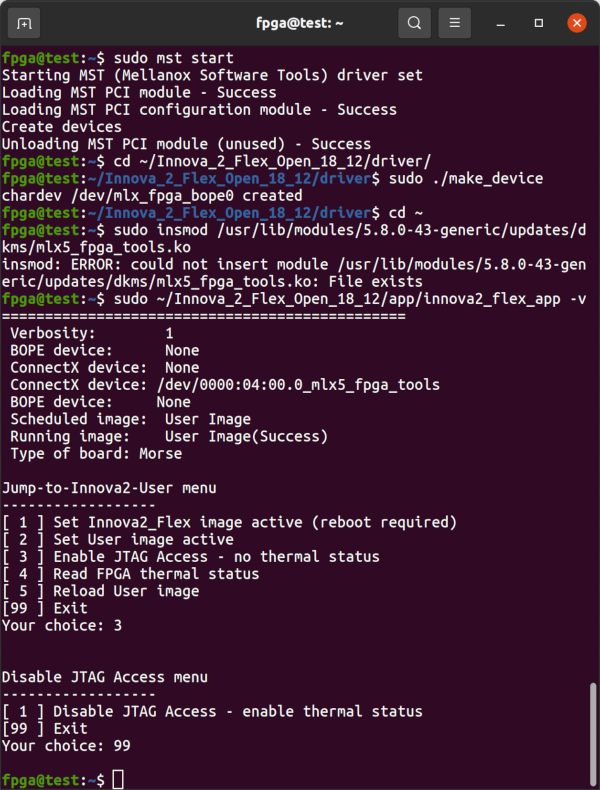 fpga@test: ~
fpga@test:~$ sudo mst start
Starting MST (Mellanox Software Tools) driver set
Loading MST PCI module - Success
Loading MST PCI configuration module - Success
Create devices
Unloading MST PCI module (unused) - Success
fpga@test:~$ cd ~/Innova_2_Flex_Open_18_12/driver/
fpga@test:~/Innova_2_Flex_Open_18_12/driver$ sudo ./make_device
chardev /dev/mlx_fpga_bope0 created
fpga@test:~/Innova_2_Flex_Open_18_12/driver$ cd ~
fpga@test:~$ sudo insmod /usr/lib/modules/5.8.0-43-generic/updates/d
kms/mlx5_fpga_tools.ko
insmod: ERROR: could not insert module /usr/lib/modules/5.8.0-43-gen
eric/updates/dkms/mlx5_fpga_tools.ko: File exists
fpga@test:~$ sudo ~/Innova_2_Flex_Open_18_12/app/innova2_flex_app -v
===============================================
Verbosity:        1
BOPE device:      None
ConnectX device:  None
ConnectX device: /dev/0000:04:00.0_mlx5_fpga_tools
BOPE device:     None
Scheduled image:  User Image
Running image:    User Image(Success)
Type of board: Morse
Jump-to-Innova2-User menu
------------------
[ 1 ] Set Innova2_Flex image active (reboot required)
[ 2 ] Set User image active
[ 3 ] Enable JTAG Access - no thermal status
[ 4 ] Read FPGA thermal status
[ 5 ] Reload User image
[99 ] Exit
Your choice: 3
Disable JTAG Access menu
------------------
[ 1 ] Disable JTAG Access - enable thermal status
[99 ] Exit
Your choice: 99
fpga@test:~$